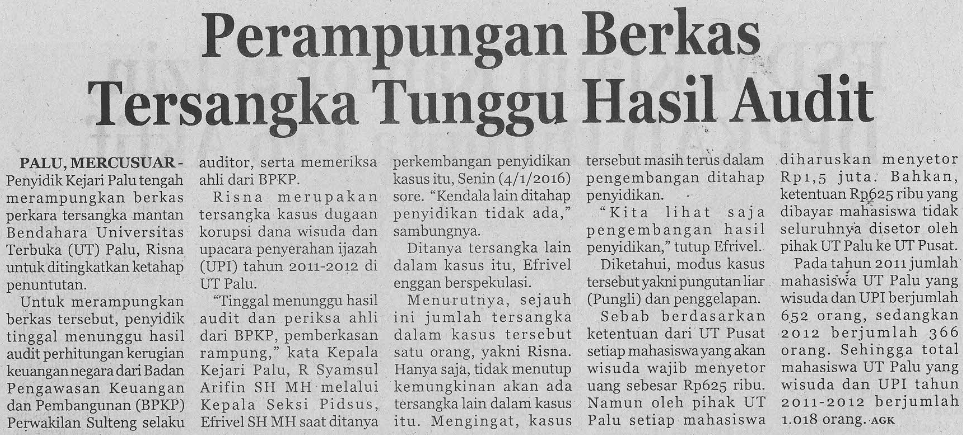 Perampungan Berkas
Tersangka Tunggu Hasil Audit
PALU, MERCUSUAR-
Penyidik Kejari Palu tengah
merampungkan berkas
perkara tersangka mantan
Bendahara Universitas
Terbuka (UT) Palu, Risna
untuk ditingkatkan ketahap
penuntutan.
Untuk merampungkan
berkas tersebut, penyidik
tinggal menunggu hasil
audit perhitungan kerugian
keuangan negara dari Badan
Pengawasan Keuangan
dan Pembangunan (BPKP)
Perwakilan Sulteng selaku
auditor, serta memeriksa
ahli dari BPKP.
Risna merupakan
tersangka kasus dugaan
korupsi dana wisuda dan
upacara penyerahan ijazah
(UPI) tahun 2011-2012 di
UT Palu.
"Tinggal menunggu hasil
audit dan periksa ahli
dari BPKP, pemberkasan
rampung," kata Kepala
Kejari Palu, R Syamsul
Arifin SH MH melalui
Kepala Seksi Pidsus,
Efrivel SH MH saat ditanya
perkembangan penyidikan
kasus itu, Senin (4/1/2016)
sore. "Kendala lain ditahap
penyidikan tidak ada,"
sambungnya.
Ditanya tersangka lain
dalam kasus itu, Efrivel
enggan berspekulasi.
Menurutnya, sejauh
ini jumlah tersangka
dalam kasus tersebut
satu orang, yakni Risna.
Hanya saja, tidak menutup
kemungkinan akan ada
tersangka lain dalam kasus
itu. Mengingat, kasus
tersebut masih terus dalam
pengembangan ditahap
penyidikan.
"Kita lihat saja
pengembangan hasil
penyidikan," tutup Efrivel.
Diketahui, modus kasus
tersebut yakni pungutan liar
(Pungli) dan penggelapan.
Sebab berdasarkan
ketentuan dari UT Pusat
setiap mahasiswa yang akan
wisuda wajib menyetor
uang sebesar Rp625 ribu.
Namun oleh pihak UT
Palu setiap mahasiswa
diharuskan menyetor
Rp1,5 juta. Bahkan,
ketentuan Rp625 ribu yang
dibayar mahasiswa tidak
seluruhnya disetor oleh
pihak UT Palu ke UT Pusat.
Pada tahun 2011 jumlah
mahasiswa UT Palu yang
wisuda dan UPI berjumlah
652 orang, sedangkan
2012 berjumlah 366
orang. Sehingga total
mahasiswa UT Palu yang
wisuda dan UPI tahun
2011-2012 berjumlah
1.018 orang. AGK